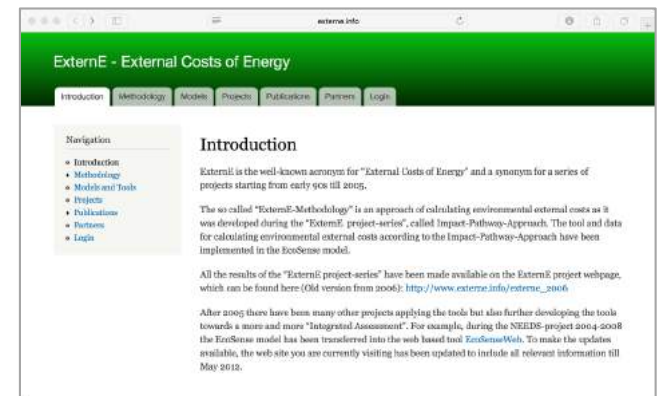 externe.info
ExternE - External Costs of Energy
Introduction Methodology Models Projects Publications Partners Login
Navigation
Introduction
Methodology
Models and Tools
Projects
Publications
Partners
Login
Introduction
ExternE is the well-known acronym for "External Costs of Energy" and a synonym for a series of
projects starting from early 90s till 2005.
The so called "ExternE-Methodology" is an approach of calculating environmental external costs as it
was developed during the "ExternE project-series", called Impact-Pathway-Approach. The tool and data
for calculating environmental external costs according to the Impact-Pathway-Approach have been
implemented in the EcoSense model.
All the results of the "ExternE project-series" have been made available on the ExternE project webpage,
which can be found here (Old version from 2006): http://www.externe.info/externe_2006
After 2005 there have been many other projects applying the tools but also further developing the tools
towards a more and more "Integrated Assessment". For example, during the NEEDS-project 2004-2008
the EcoSense model has been transferred into the web based tool EcoSenseWeb. To make the updates
available, the web site you are currently visiting has been updated to include all relevant information till
May 2012.